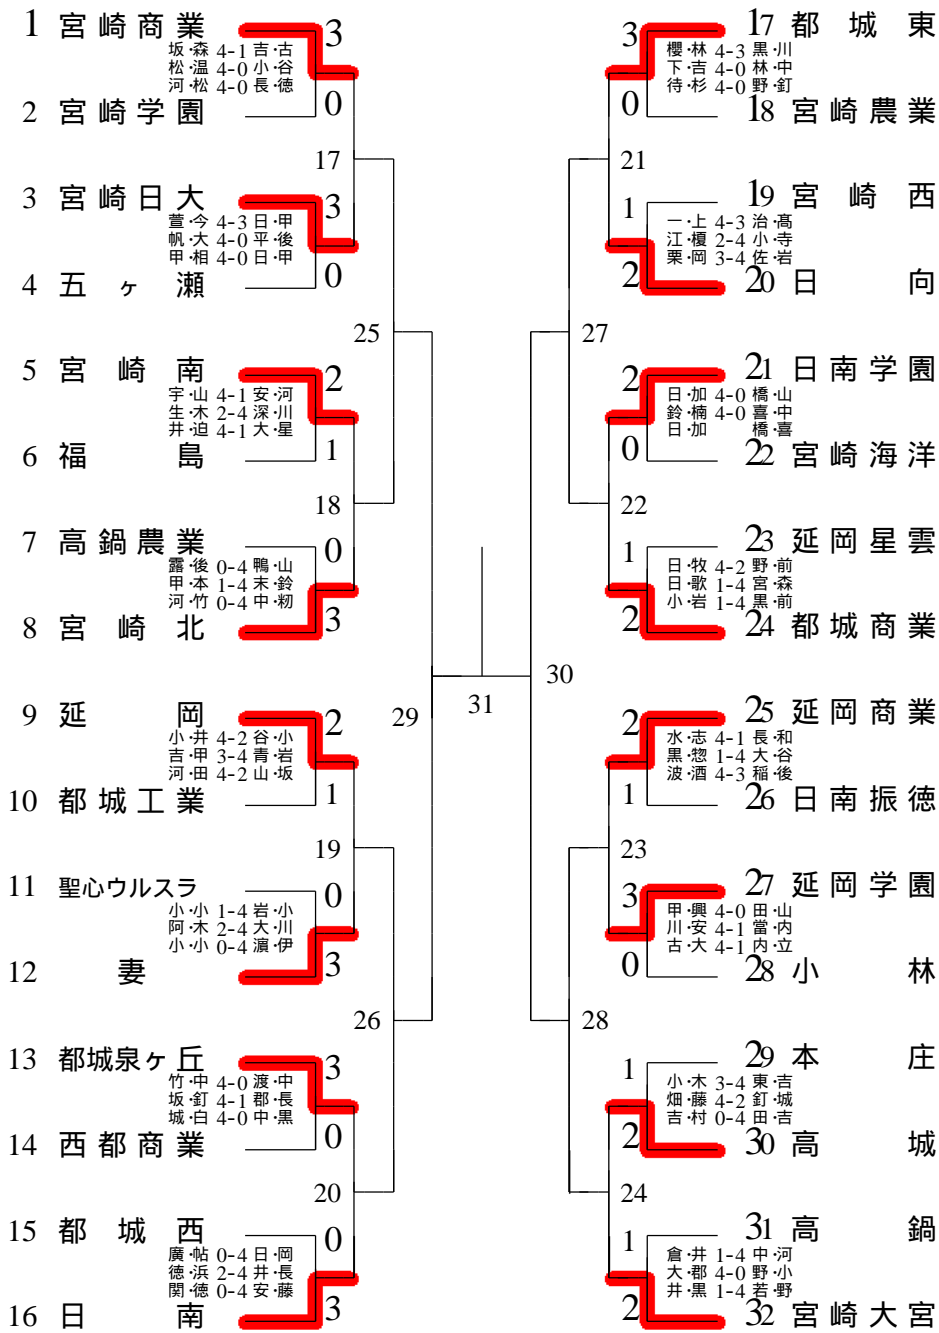 1 宮崎商業 3
坂・森 4-1 吉・古
松・温 4-0 小・谷
河・松 4-0 長・徳
2 宮崎学園 0
17
3 宮崎日大 3
萱・今 4-3 日・甲
帆・大 4-0 平・後
甲・相 4-0 日・甲
4 五ヶ瀬 0
25
5 宮崎南 2
宇・山 4-1 安・河
生・木 2-4 深・川
井・迫 4-1 大・星
6 福島 1
18
7 高鍋農業 0
露・後 0-4 鴨・山
甲・本 1-4 末・鈴
河・竹 0-4 中・籾
8 宮崎北 3
29
9 延岡 2
小・井 4-2 谷・小
吉・甲 3-4 青・岩
河・田 4-2 山・坂
10 都城工業 1
19
11 聖心ウルスラ 0
小・小 1-4 岩・小
阿・木 2-4 大・川
小・小 0-4 濵・伊
12 妻 3
26
13 都城泉ヶ丘 3
竹・中 4-0 渡・中
坂・釘 4-1 郡・長
城・白 4-0 中・黒
14 西都商業 0
20
15 都城西 0
廣・帖 0-4 日・岡
徳・浜 2-4 井・長
関・徳 0-4 安・藤
16 日南 3
31
3 17 都城東
櫻・林 4-3 黒・川
下・吉 4-0 林・中
待・杉 4-0 野・釘
0 18 宮崎農業
21
1 19 宮崎西
一・上 4-3 治・髙
江・榎 2-4 小・寺
栗・岡 3-4 佐・岩
2 20 日向
27
2 21 日南学園
日・加 4-0 橋・山
鈴・楠 4-0 喜・中
日・加 橋・喜
0 22 宮崎海洋
22
1 23 延岡星雲
日・牧 4-2 野・前
日・歌 1-4 宮・森
小・岩 1-4 黒・前
2 24 都城商業
30
2 25 延岡商業
水・志 4-1 長・和
黒・惣 1-4 大・谷
波・酒 4-3 稲・後
1 26 日南振徳
23
3 27 延岡学園
甲・興 4-0 田・山
川・安 4-1 當・内
古・大 4-1 内・立
0 28 小林
28
1 29 本庄
小・木 3-4 東・吉
畑・藤 4-2 釘・城
吉・村 0-4 田・吉
2 30 高城
24
1 31 高鍋
倉・井 1-4 中・河
大・郡 4-0 野・小
井・黒 1-4 若・野
2 32 宮崎大宮